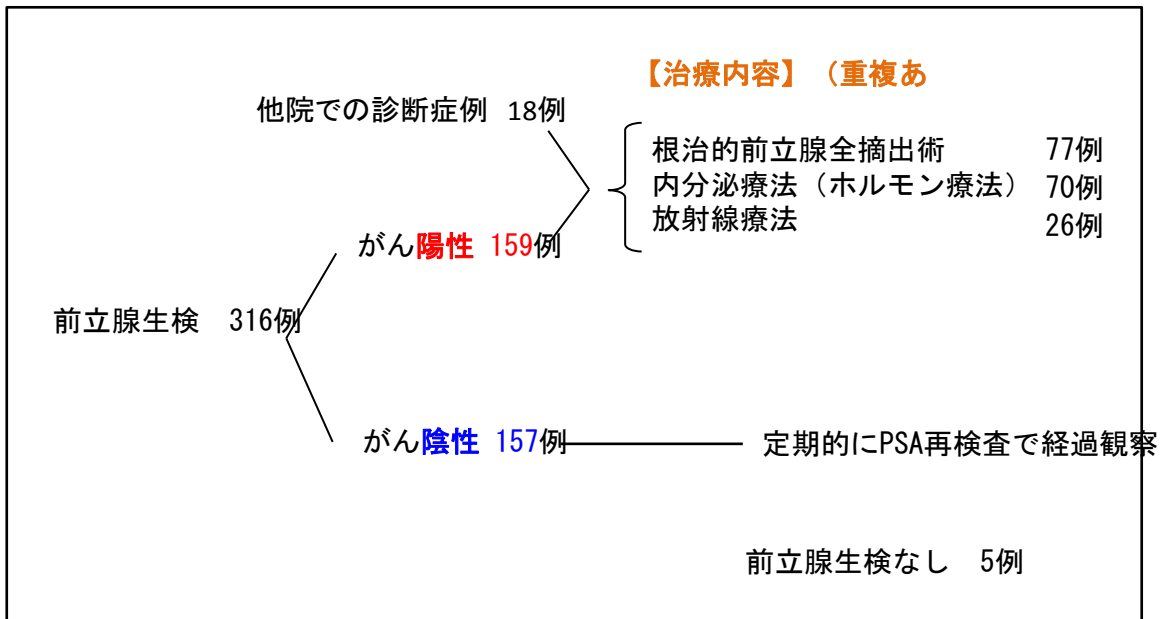 【治療内容】（重複あ
他院での診断症例 18例
根治的前立腺全摘出術 77例
内分泌療法（ホルモン療法） 70例
放射線療法 26例
がん陽性 159例
前立腺生検 316例
がん陰性 157例
定期的にPSA再検査で経過観察
前立腺生検なし 5例